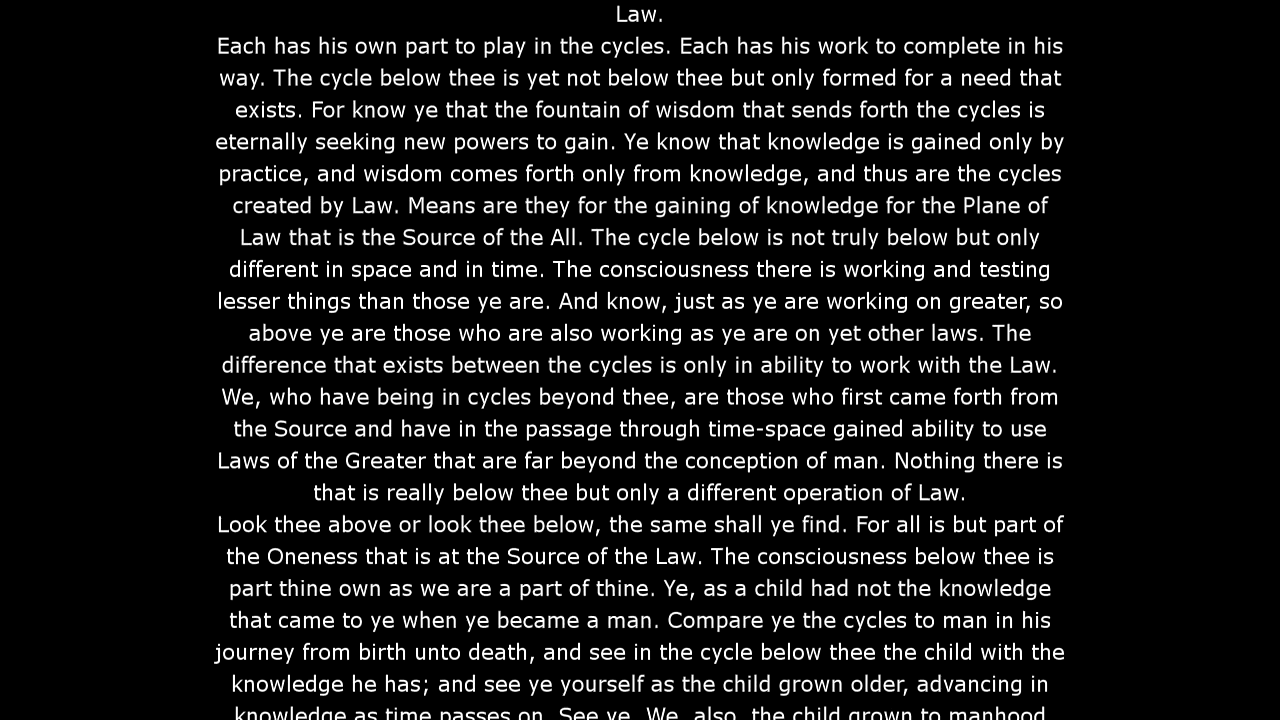 Law.
Each has his own part to play in the cycles. Each has his work to complete in his
way. The cycle below thee is yet not below thee but only formed for a need that
exists. For know ye that the fountain of wisdom that sends forth the cycles is
eternally seeking new powers to gain. Ye know that knowledge is gained only by
practice, and wisdom comes forth only from knowledge, and thus are the cycles
created by Law. Means are they for the gaining of knowledge for the Plane of
Law that is the Source of the All. The cycle below is not truly below but only
different in space and in time. The consciousness there is working and testing
lesser things than those ye are. And know, just as ye are working on greater, so
above ye are those who are also working as ye are on yet other laws. The
difference that exists between the cycles is only in ability to work with the Law.
We, who have being in cycles beyond thee, are those who first came forth from
the Source and have in the passage through time-space gained ability to use
Laws of the Greater that are far beyond the conception of man. Nothing there is
that is really below thee but only a different operation of Law.
Look thee above or look thee below, the same shall ye find. For all is but part of
the Oneness that is at the Source of the Law. The consciousness below thee is
part thine own as we are a part of thine. Ye, as a child had not the knowledge
that came to ye when ye became a man. Compare ye the cycles to man in his
journey from birth unto death, and see in the cycle below thee the child with the
knowledge he has; and see ye yourself as the child grown older, advancing in
knowledge as time passes on. See ye, We, also, the child grown to manhood